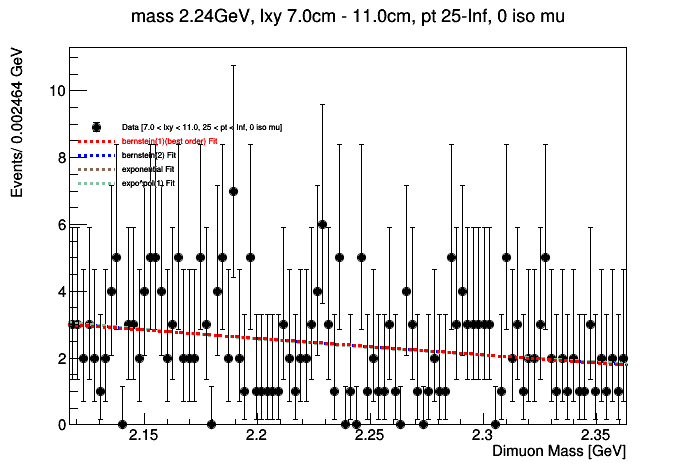 mass 2.24GeV, lxy 7.0cm - 11.0cm, pt 25-Inf, 0 iso mu
Events/ 0.002464 GeV
10
8
6
4
2
0
Data [7.0 < lxy < 11.0, 25 < pt < Inf, 0 iso mu]
bernstein(1)(best order) Fit
bernstein(2) Fit
exponential Fit
expo*pol(1) Fit
2.15 2.2 2.25 2.3 2.35
Dimuon Mass [GeV]